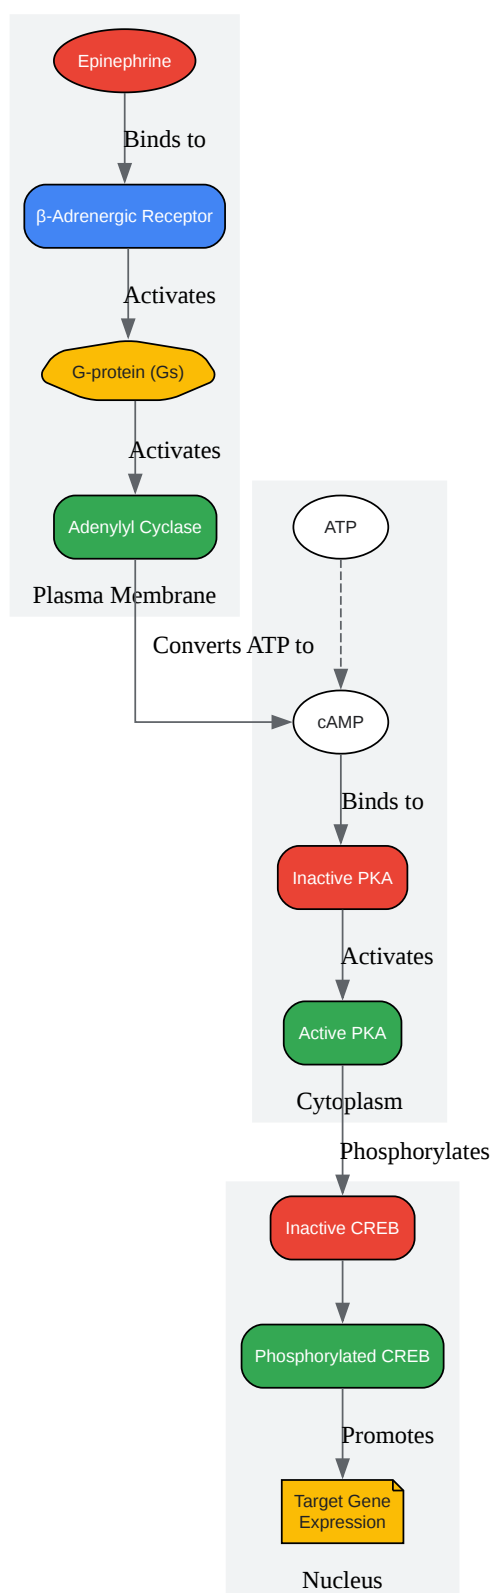 Epinephrine
Binds to
β-Adrenergic Receptor
Activates
G-protein (Gs)
Activates
Adenylyl Cyclase
ATP
Plasma Membrane
Converts ATP to
cAMP
Binds to
Inactive PKA
Activates
Active PKA
Cytoplasm
Phosphorylates
Inactive CREB
Phosphorylated CREB
Promotes
Target Gene
Expression
Nucleus